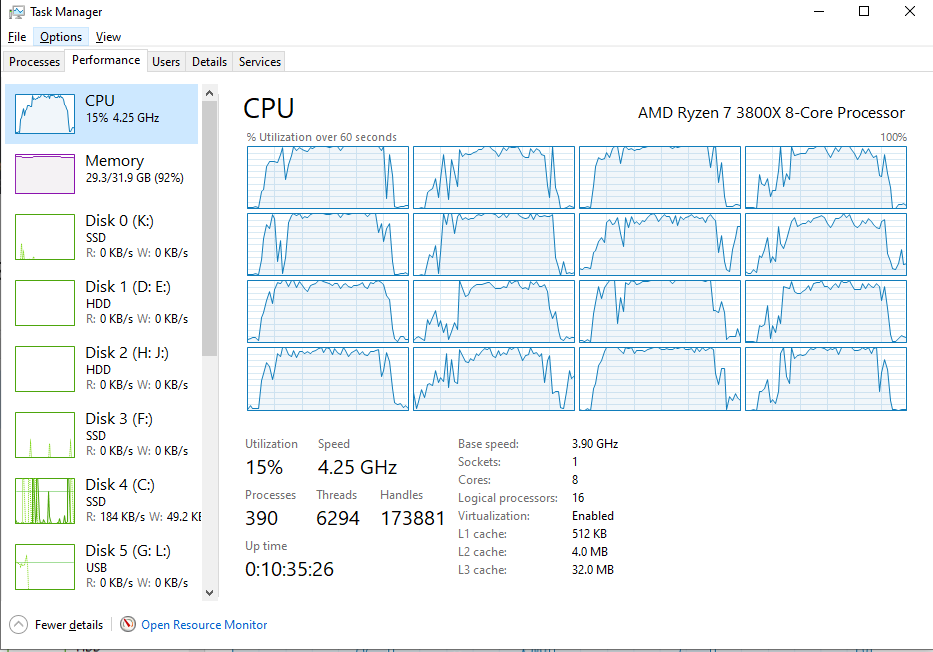 Task Manager
File Options View
Processes Performance Users Details Services
CPU
15% 4.25 GHz
Memory
29.3/31.9 GB (92%)
Disk 0 (K:)
SSD
R: 0 KB/s W: 0 KB/s
Disk 1 (D: E:)
HDD
R: 0 KB/s W: 0 KB/s
Disk 2 (H: J:)
HDD
R: 0 KB/s W: 0 KB/s
Disk 3 (F:)
SSD
R: 0 KB/s W: 0 KB/s
Disk 4 (C:)
SSD
R: 184 KB/s W: 49.2 KB
Disk 5 (G: L:)
USB
R: 0 KB/s W: 0 KB/s
CPU
AMD Ryzen 7 3800X 8-Core Processor
% Utilization over 60 seconds
100%
Utilization Speed
15% 4.25 GHz
Processes Threads Handles
390 6294 173881
Up time
0:10:35:26
Base speed: 3.90 GHz
Sockets: 1
Cores: 8
Logical processors: 16
Virtualization: Enabled
L1 cache: 512 KB
L2 cache: 4.0 MB
L3 cache: 32.0 MB
Fewer details
Open Resource Monitor